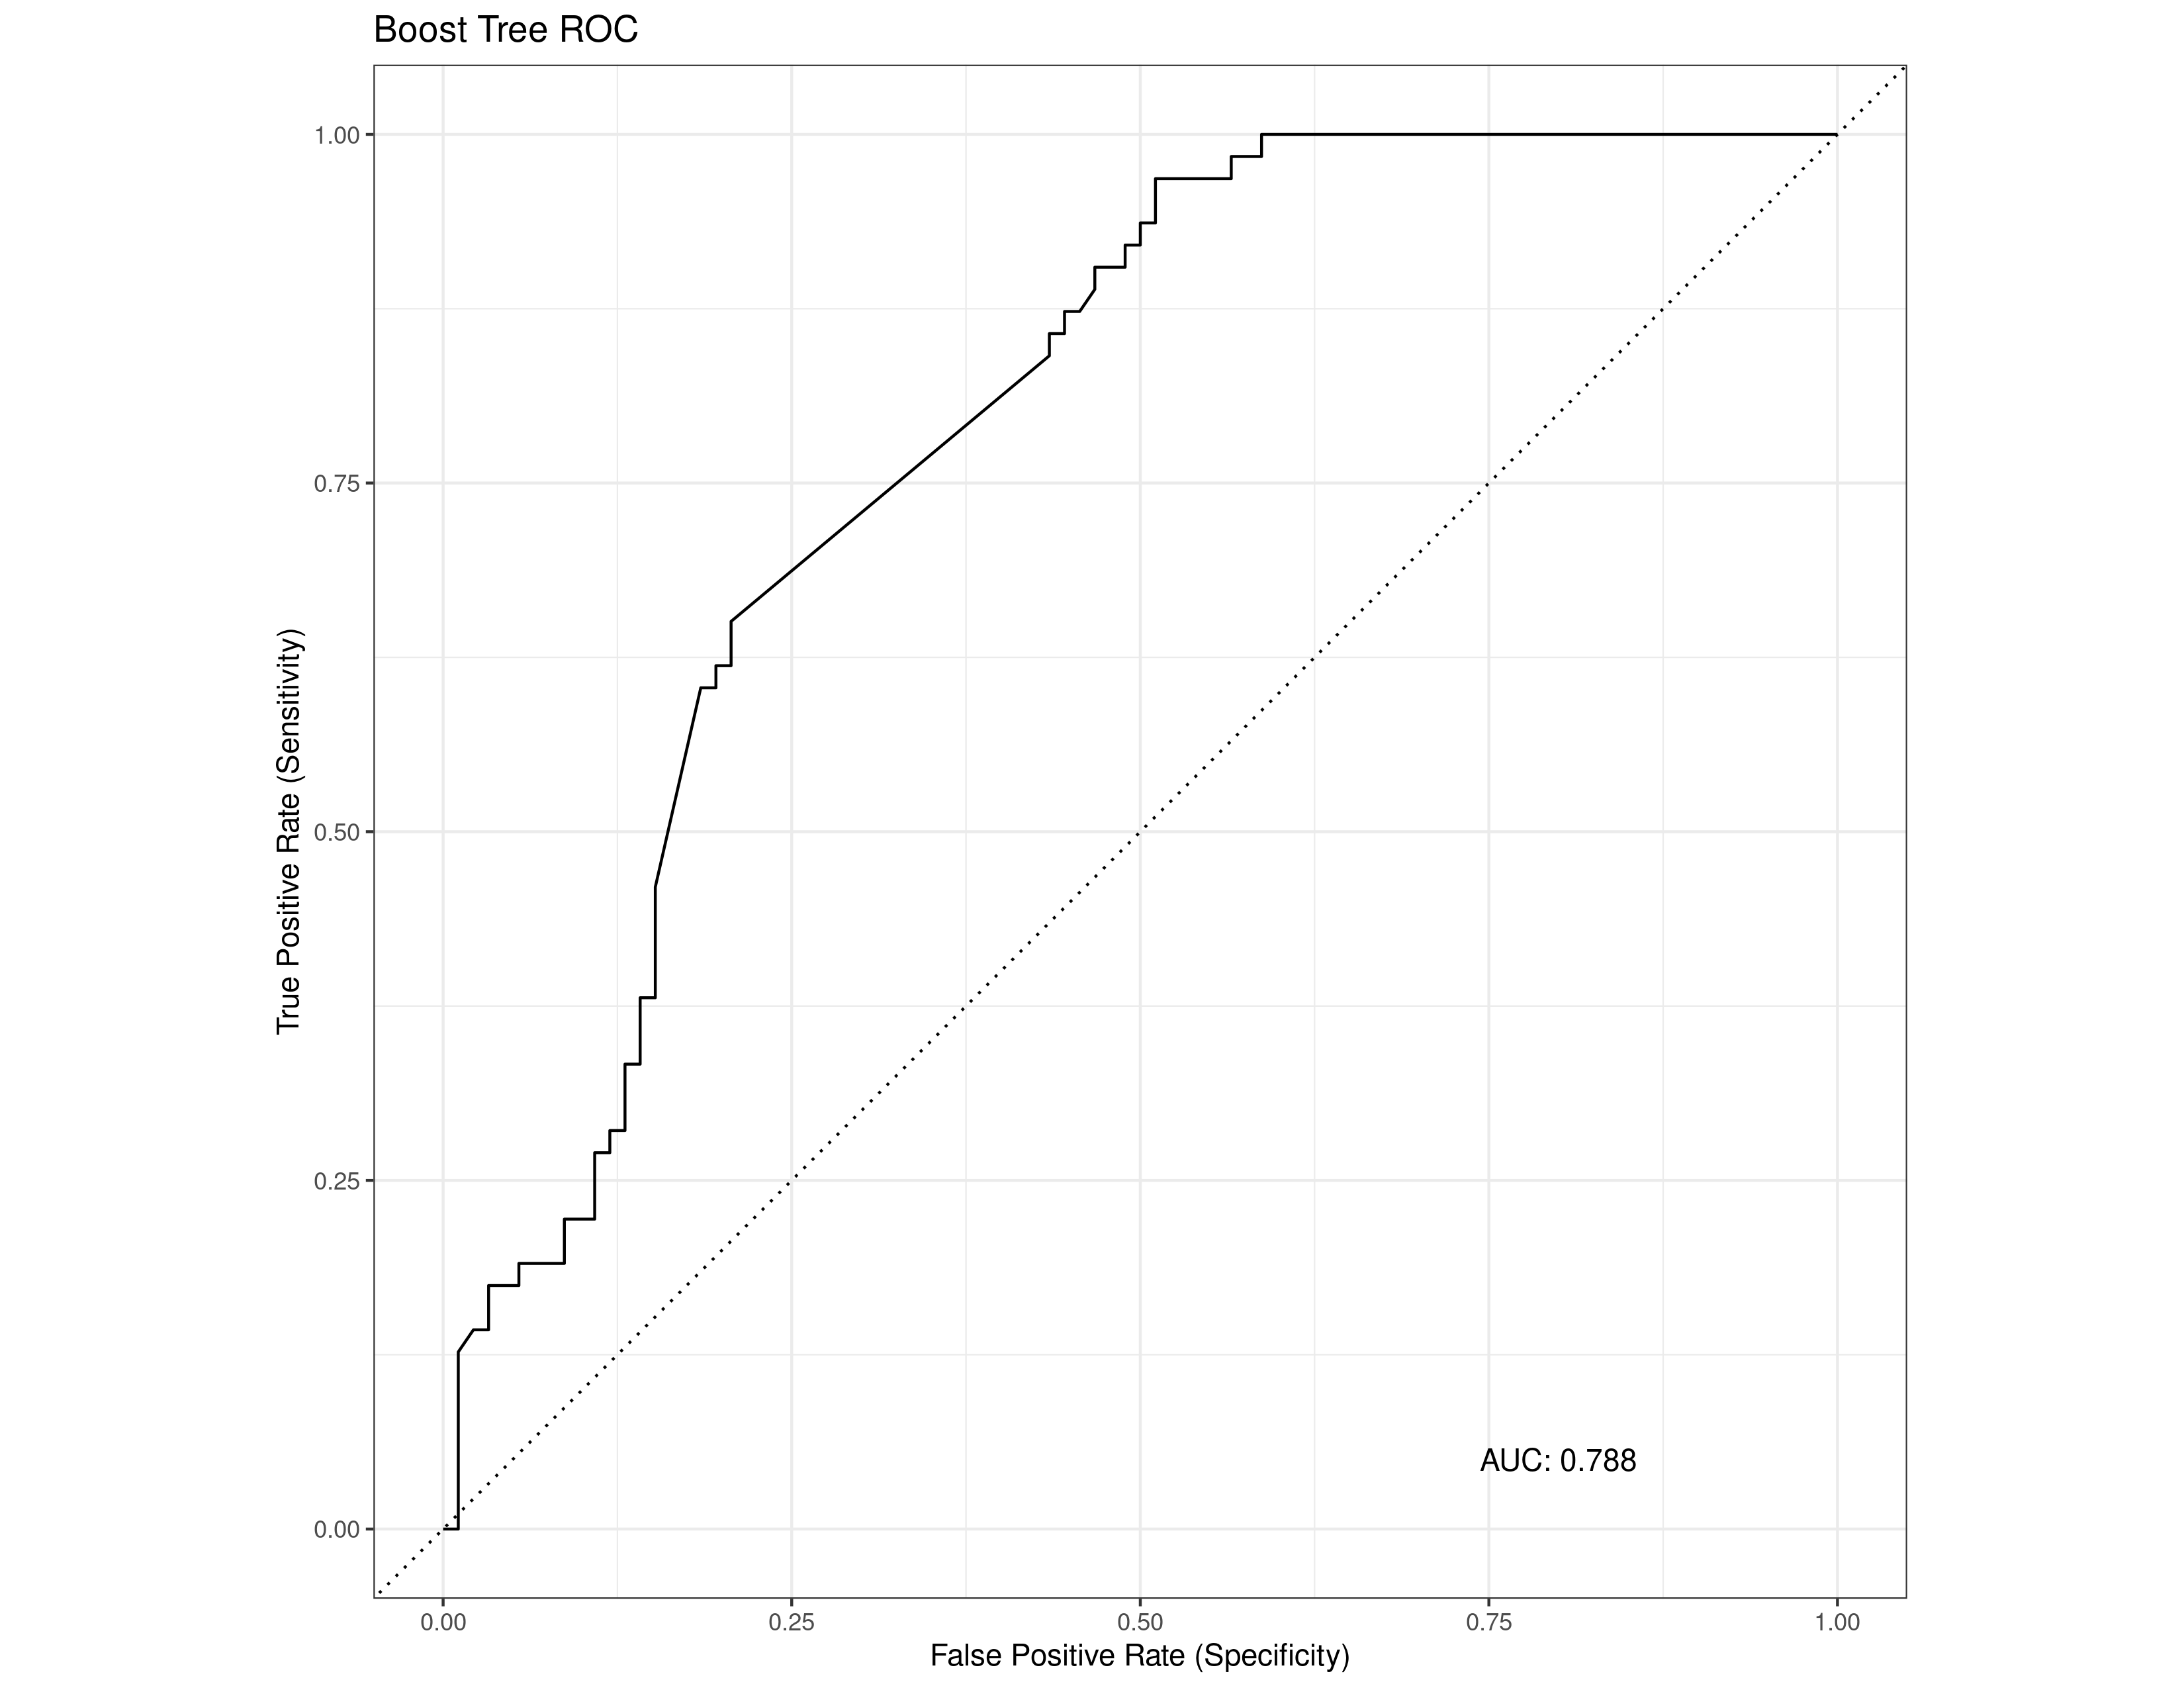 Boost Tree ROC
1.00
0.75
0.50
0.25
0.00
True Positive Rate (Sensitivity)
AUC: 0.788
0.00 0.25 0.50 0.75 1.00
False Positive Rate (Specificity)